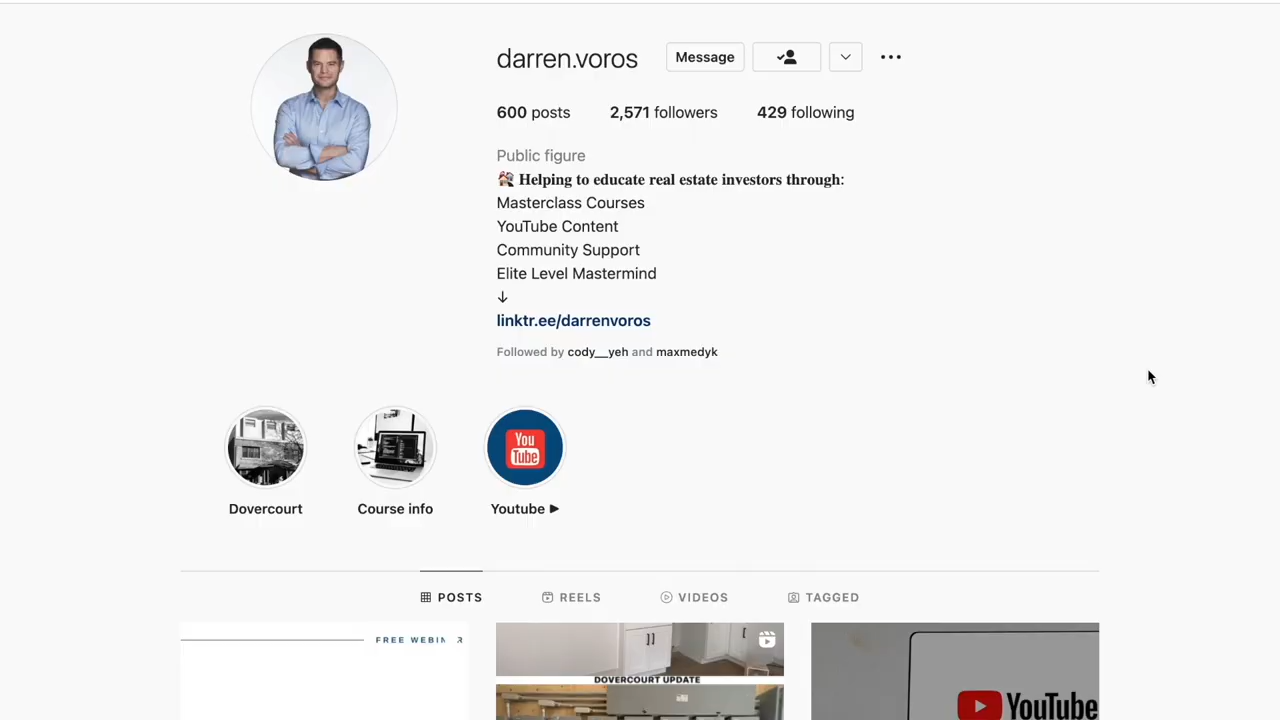 darren.voros
Message
600 posts 2,571 followers 429 following
Public figure
Helping to educate real estate investors through:
Masterclass Courses
YouTube Content
Community Support
Elite Level Mastermind
↓
linktr.ee/darrenvoros
Followed by cody__yeh and maxmedyk
You
Tube
Dovercourt Course info Youtube ▶
POSTS REELS VIDEOS TAGGED
FREE
DOVERCOURT UPDATE
YouTube